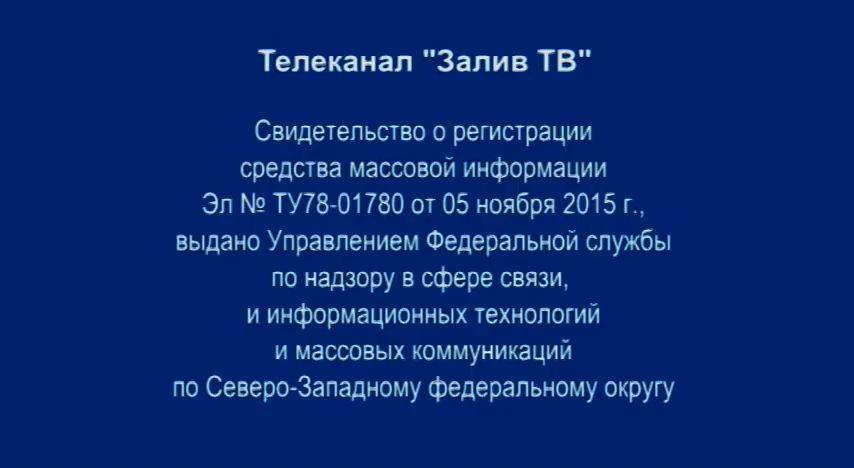 Телеканал "Залив ТВ"
Свидетельство о регистрации
средства массовой информации
Эл № ТУ78-01780 от 05 ноября 2015 г.,
выдано Управлением Федеральной службы
по надзору в сфере связи,
и информационных технологий
и массовых коммуникаций
по Северо-Западному федеральному округу